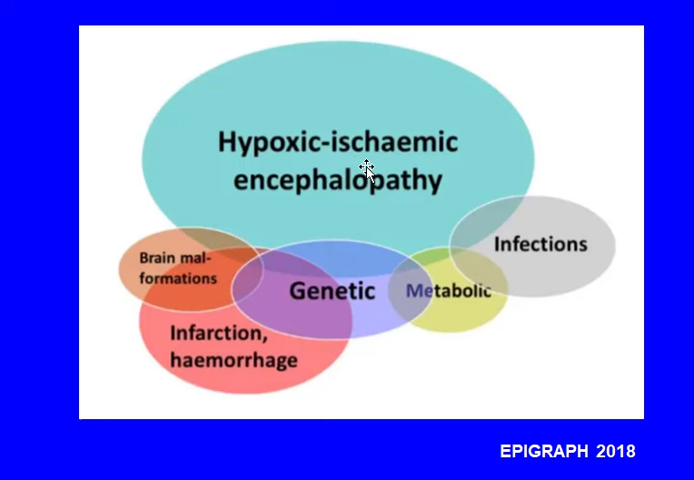 Hypoxic-ischaemic
encephalopathy
Infections
Brain mal-
formations
Genetic
Metabolic
Infarction,
haemorrhage
EPIGRAPH 2018